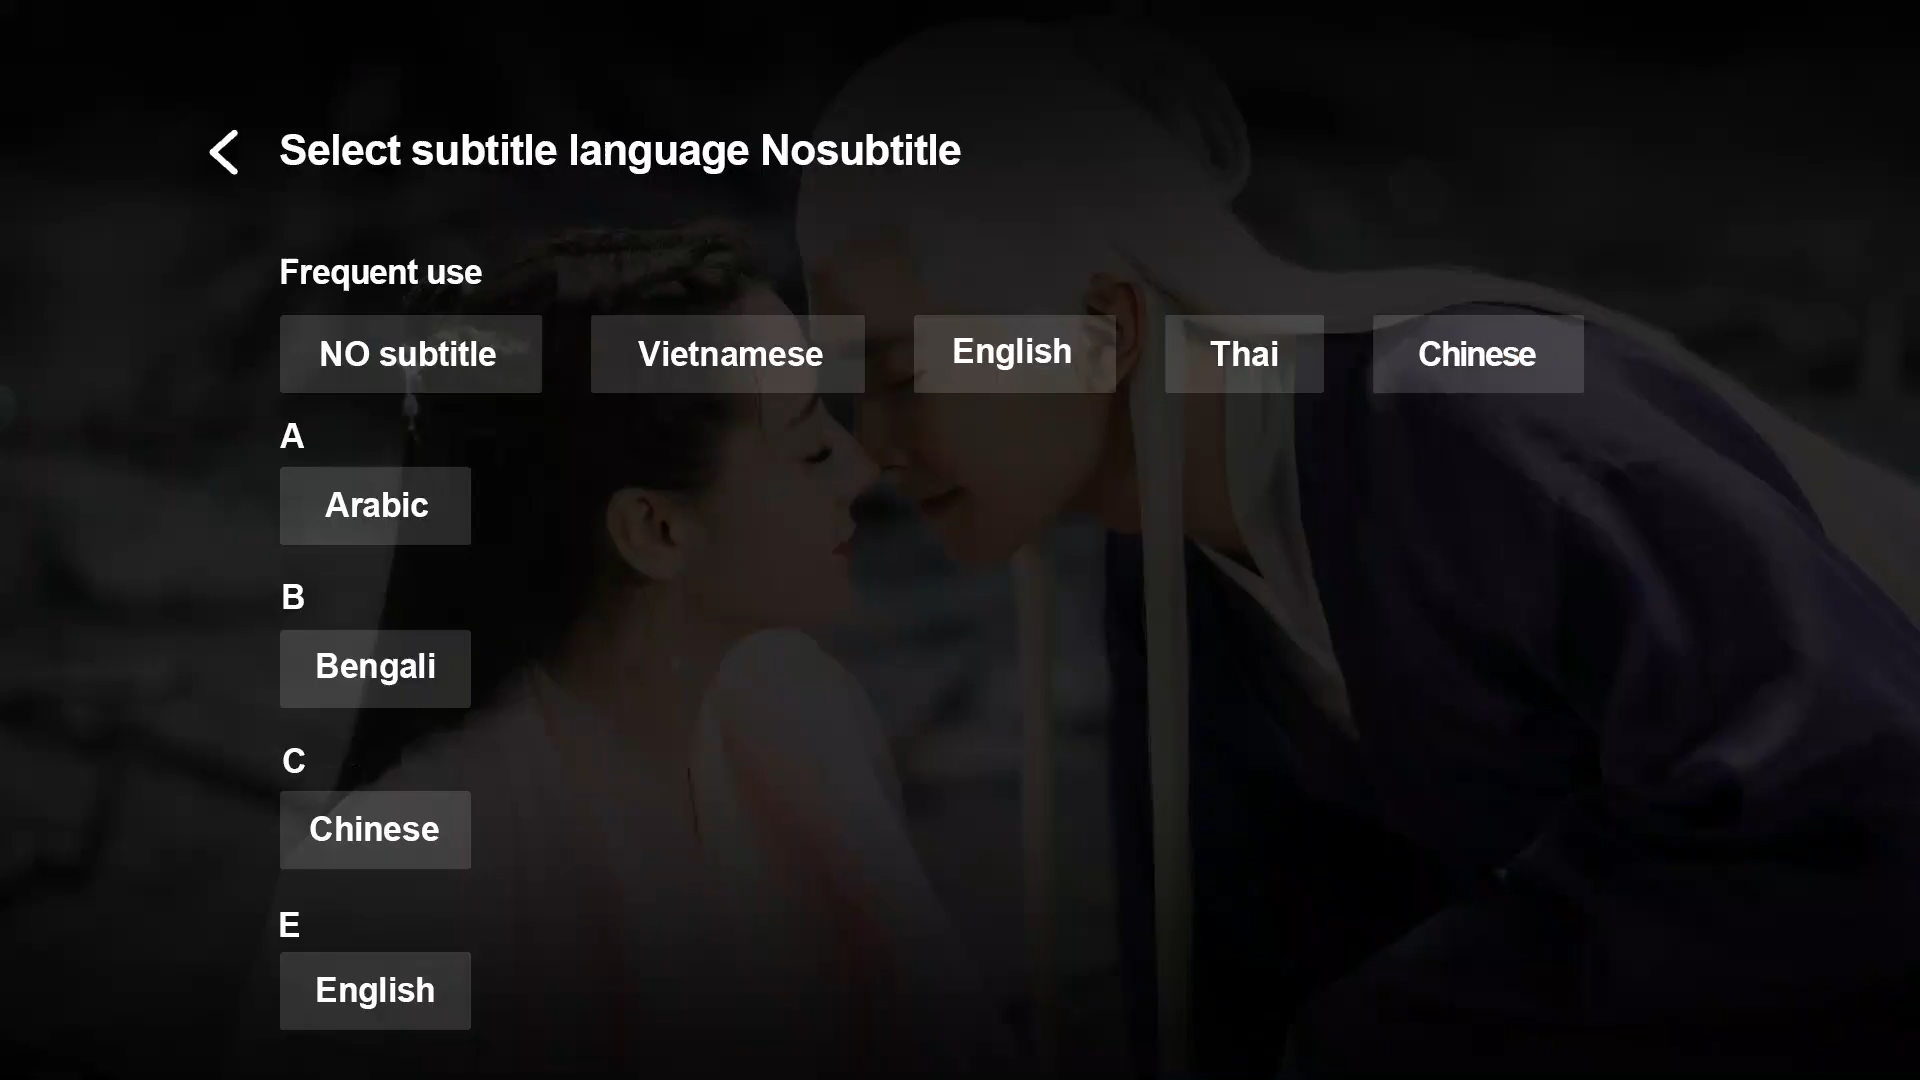 Select subtitle language Nosubtitle
Frequent use
NO subtitle Vietnamese English Thai Chinese
A
Arabic
B
Bengali
C
Chinese
E
English